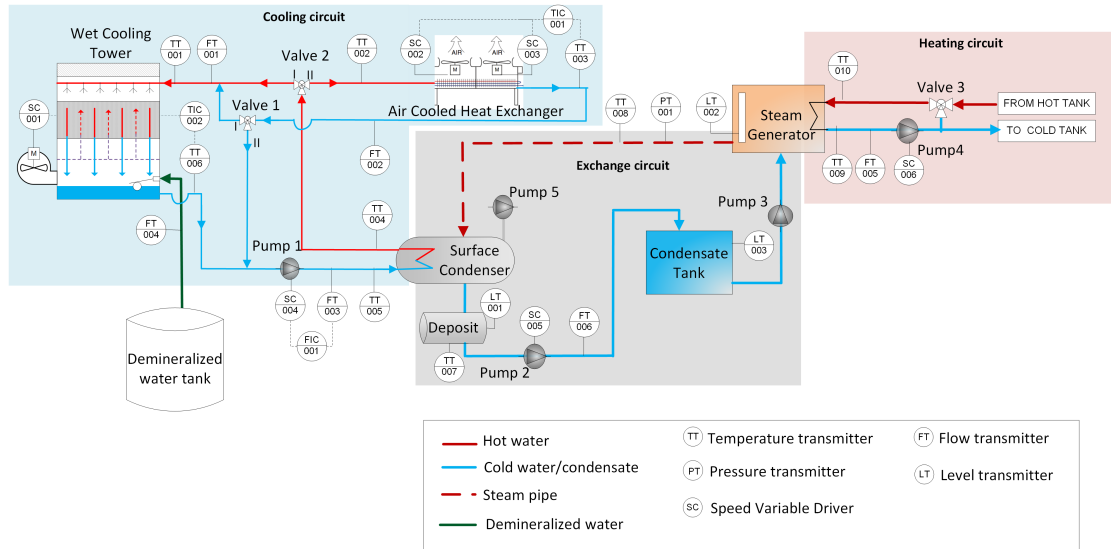 Cooling circuit
Wet Cooling
Tower
TT
001
FT
001
Valve 2
I
II
TT
002
SC
002
TIC
001
SC
003
TT
003
AIR
AIR
M
M
Air Cooled Heat Exchanger
SC
001
M
TIC
002
TT
006
Valve 1
I
II
FT
002
FT
004
TT
004
Pump 1
SC
004
FT
003
TT
005
FIC
001
Demineralized
water tank
Heating circuit
TT
010
Valve 3
FROM HOT TANK
TO COLD TANK
Steam
Generator
Pump4
TT
009
FT
005
SC
006
TT
008
PT
001
LT
002
Exchange circuit
Pump 5
Pump 3
Surface
Condenser
Condensate
Tank
LT
003
LT
001
Deposit
TT
007
SC
005
FT
006
Pump 2
Hot water
Cold water/condensate
Steam pipe
Demineralized water
TT Temperature transmitter
PT Pressure transmitter
SC Speed Variable Driver
FT Flow transmitter
LT Level transmitter